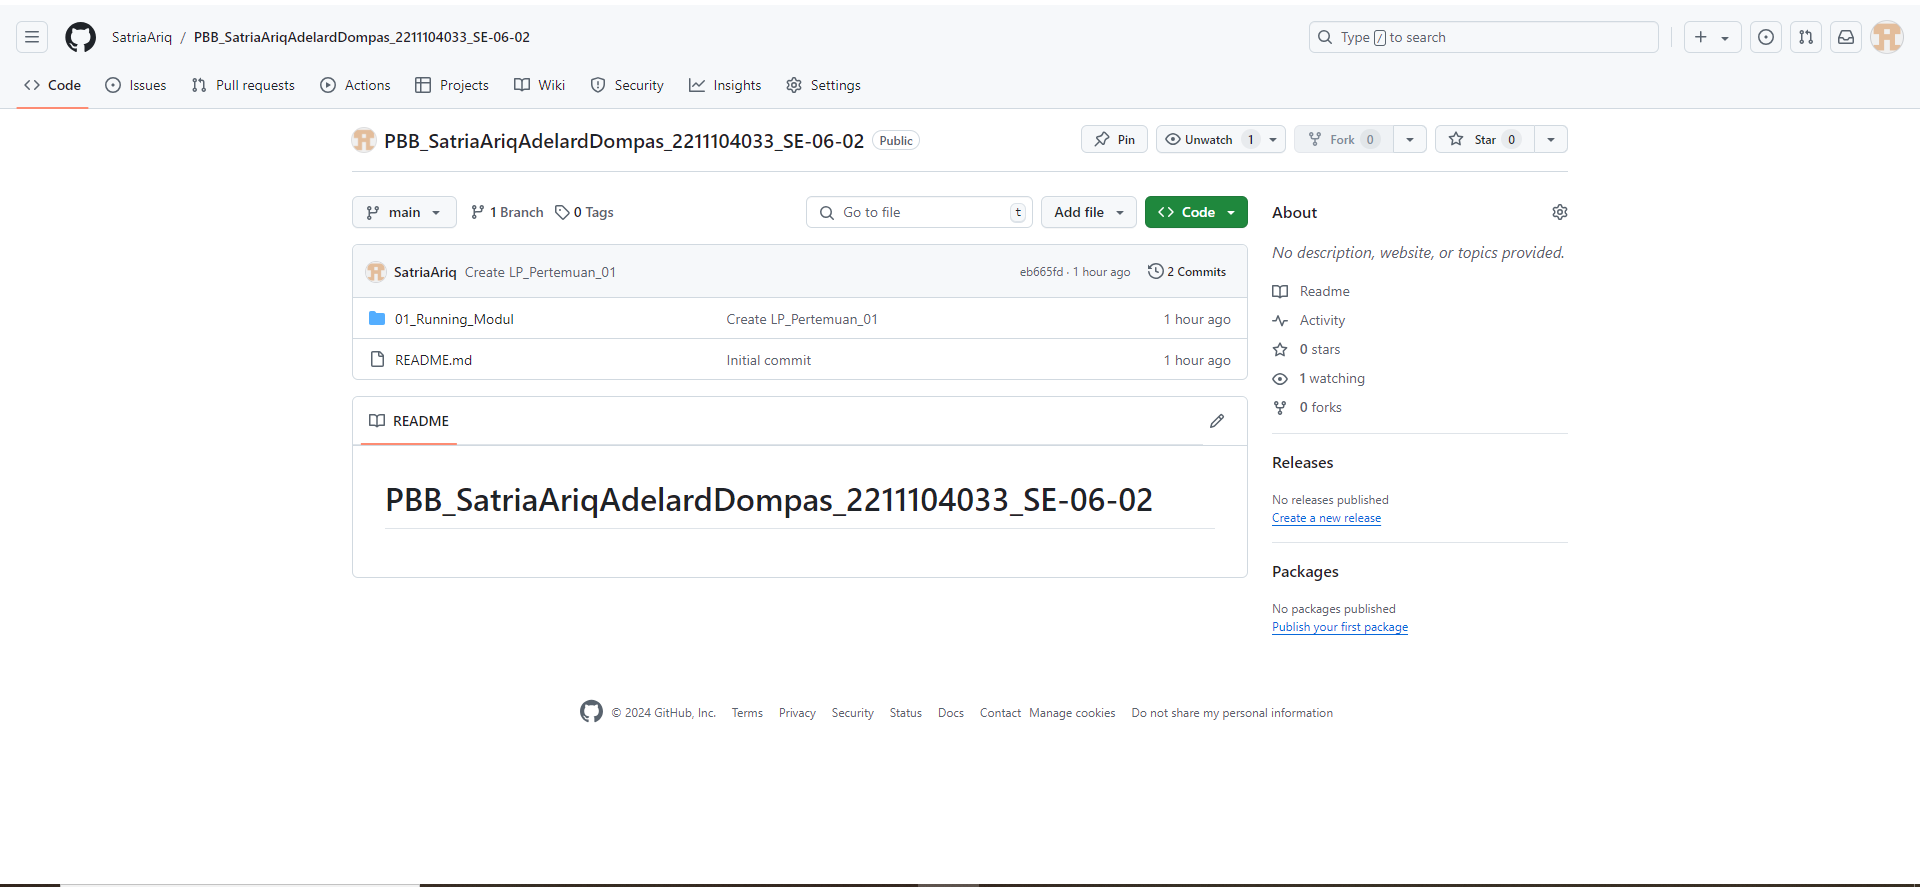 SatriaAriq / PBB_SatriaAriqAdelardDompas_2211104033_SE-06-02
Type / to search
Code Issues Pull requests Actions Projects Wiki Security Insights Settings
PBB_SatriaAriqAdelardDompas_2211104033_SE-06-02 Public
Pin Unwatch 1 Fork 0 Star 0
main 1 Branch 0 Tags Go to file t Add file Code
SatriaAriq Create LP_Pertemuan_01 eb665fd · 1 hour ago 2 Commits
01_Running_Modul Create LP_Pertemuan_01 1 hour ago
README.md Initial commit 1 hour ago
README
PBB_SatriaAriqAdelardDompas_2211104033_SE-06-02
About
No description, website, or topics provided.
Readme
Activity
0 stars
1 watching
0 forks
Releases
No releases published
Create a new release
Packages
No packages published
Publish your first package
© 2024 GitHub, Inc. Terms Privacy Security Status Docs Contact Manage cookies Do not share my personal information